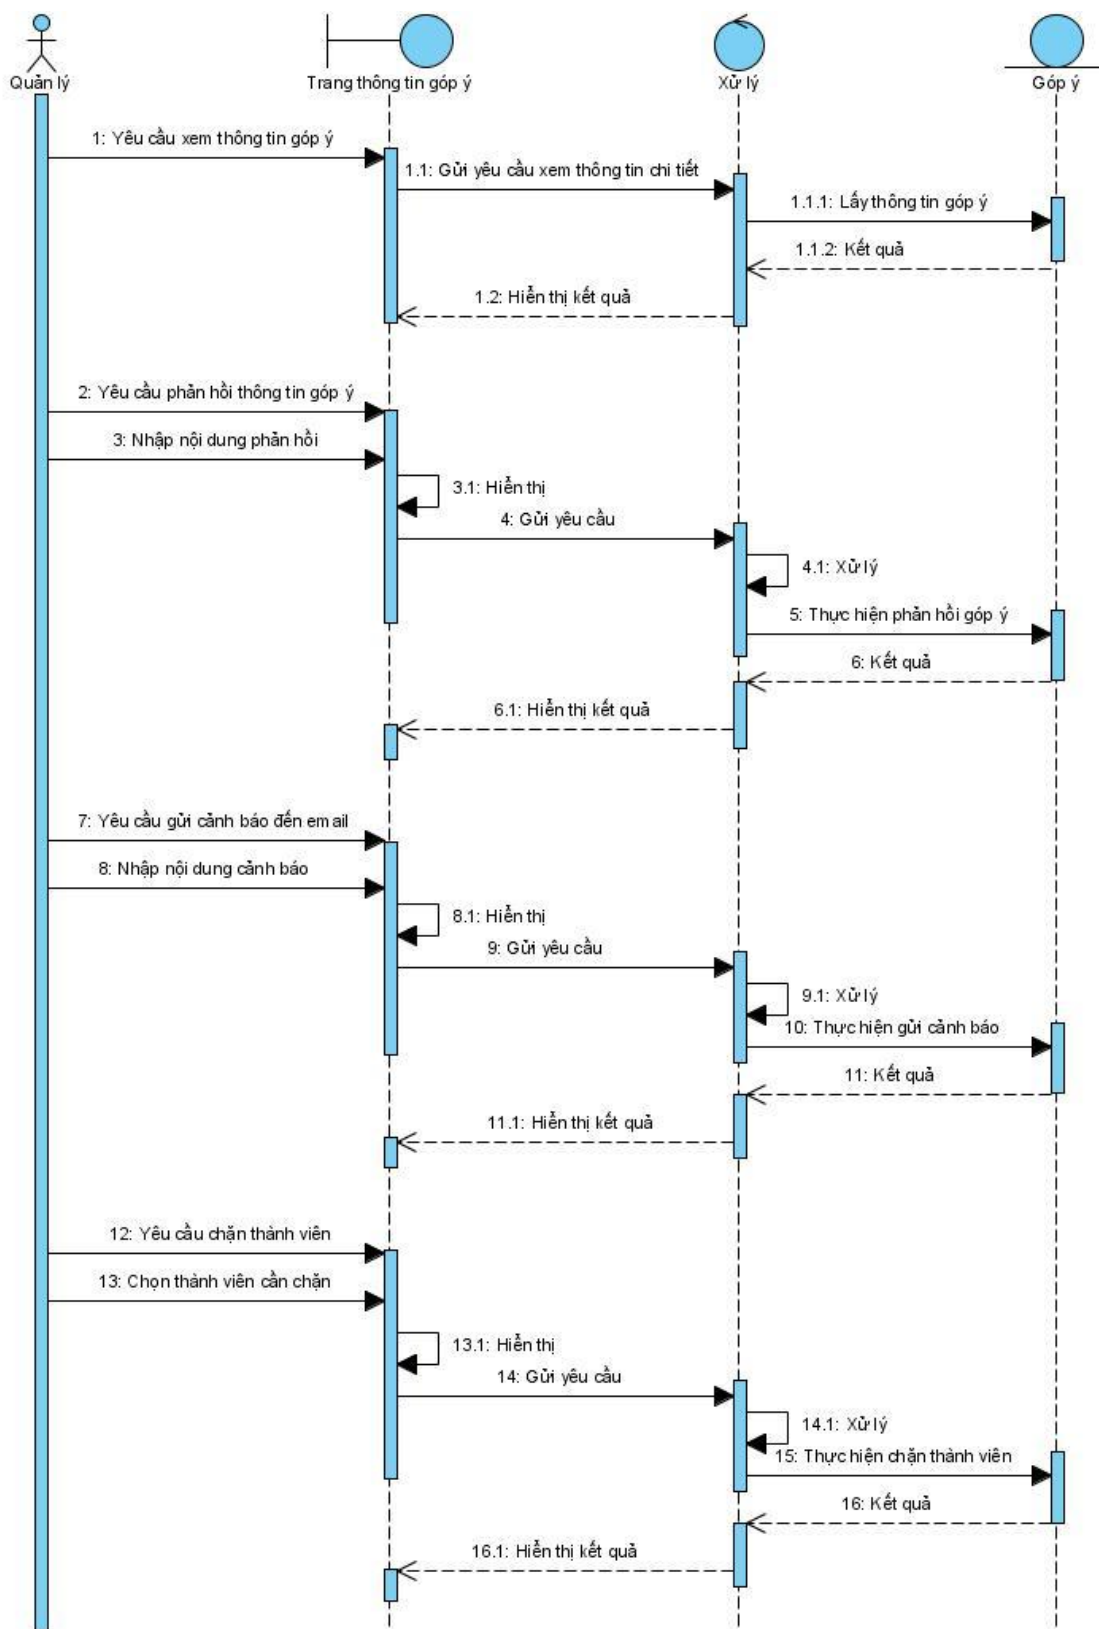 Quản lý
Trang thông tin góp ý
Xử lý
Góp ý
1: Yêu cầu xem thông tin góp ý
1.1: Gửi yêu cầu xem thông tin chi tiết
1.1.1: Lấy thông tin góp ý
1.1.2: Kết quả
1.2: Hiển thị kết quả
2: Yêu cầu phản hồi thông tin góp ý
3: Nhập nội dung phản hồi
3.1: Hiển thị
4: Gửi yêu cầu
4.1: Xử lý
5: Thực hiện phản hồi góp ý
6: Kết quả
6.1: Hiển thị kết quả
7: Yêu cầu gửi cảnh báo đến email
8: Nhập nội dung cảnh báo
8.1: Hiển thị
9: Gửi yêu cầu
9.1: Xử lý
10: Thực hiện gửi cảnh báo
11: Kết quả
11.1: Hiển thị kết quả
12: Yêu cầu chặn thành viên
13: Chọn thành viên cần chặn
13.1: Hiển thị
14: Gửi yêu cầu
14.1: Xử lý
15: Thực hiện chặn thành viên
16: Kết quả
16.1: Hiển thị kết quả